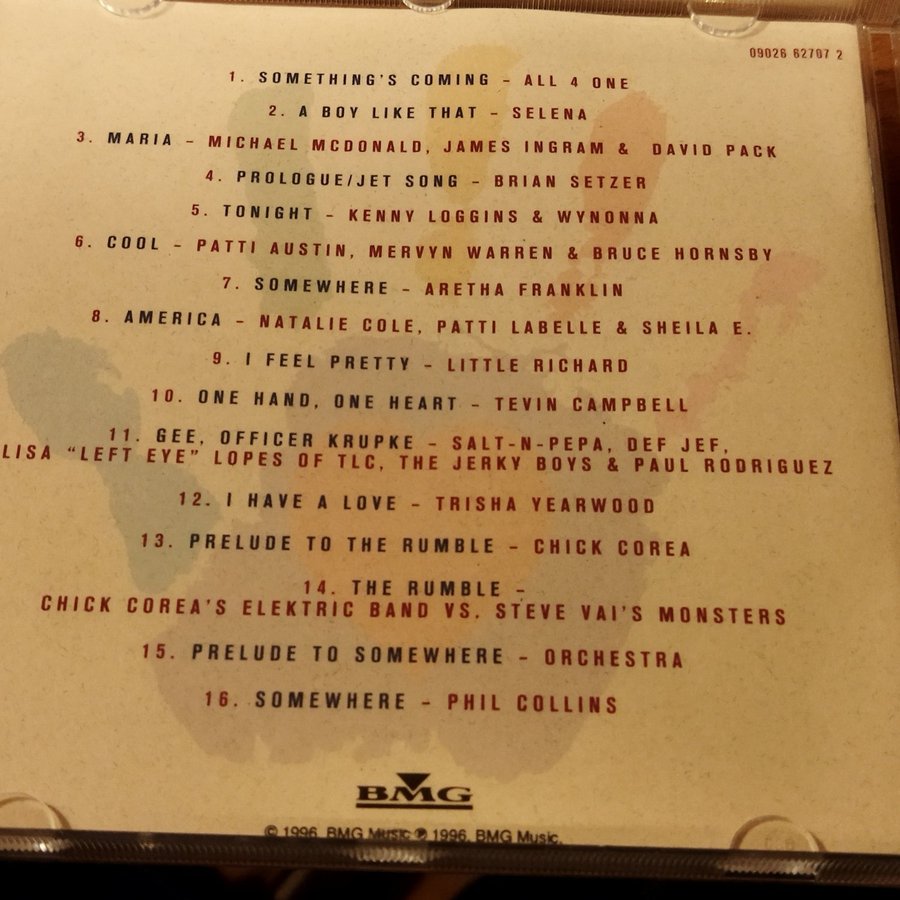 09026 62707 2
1. SOMETHING'S COMING - ALL 4 ONE
2. A BOY LIKE THAT - SELENA
3. MARIA - MICHAEL MCDONALD, JAMES INGRAM & DAVID PACK
4. PROLOGUE/JET SONG - BRIAN SETZER
5. TONIGHT - KENNY LOGGINS & WYNONNA
6. COOL - PATTI AUSTIN, MERVYN WARREN & BRUCE HORNSBY
7. SOMEWHERE - ARETHA FRANKLIN
8. AMERICA - NATALIE COLE, PATTI LABELLE & SHEILA E.
9. I FEEL PRETTY - LITTLE RICHARD
10. ONE HAND, ONE HEART - TEVIN CAMPBELL
11. GEE, OFFICER KRUPKE - SALT-N-PEPA, DEF JEF,
LISA "LEFT EYE" LOPES OF TLC, THE JERKY BOYS & PAUL RODRIGUEZ
12. I HAVE A LOVE - TRISHA YEARWOOD
13. PRELUDE TO THE RUMBLE - CHICK COREA
14. THE RUMBLE -
CHICK COREA'S ELEKTRIC BAND VS. STEVE VAI'S MONSTERS
15. PRELUDE TO SOMEWHERE - ORCHESTRA
16. SOMEWHERE - PHIL COLLINS
BMG
© 1996, BMG Music ℗ 1996, BMG Music.